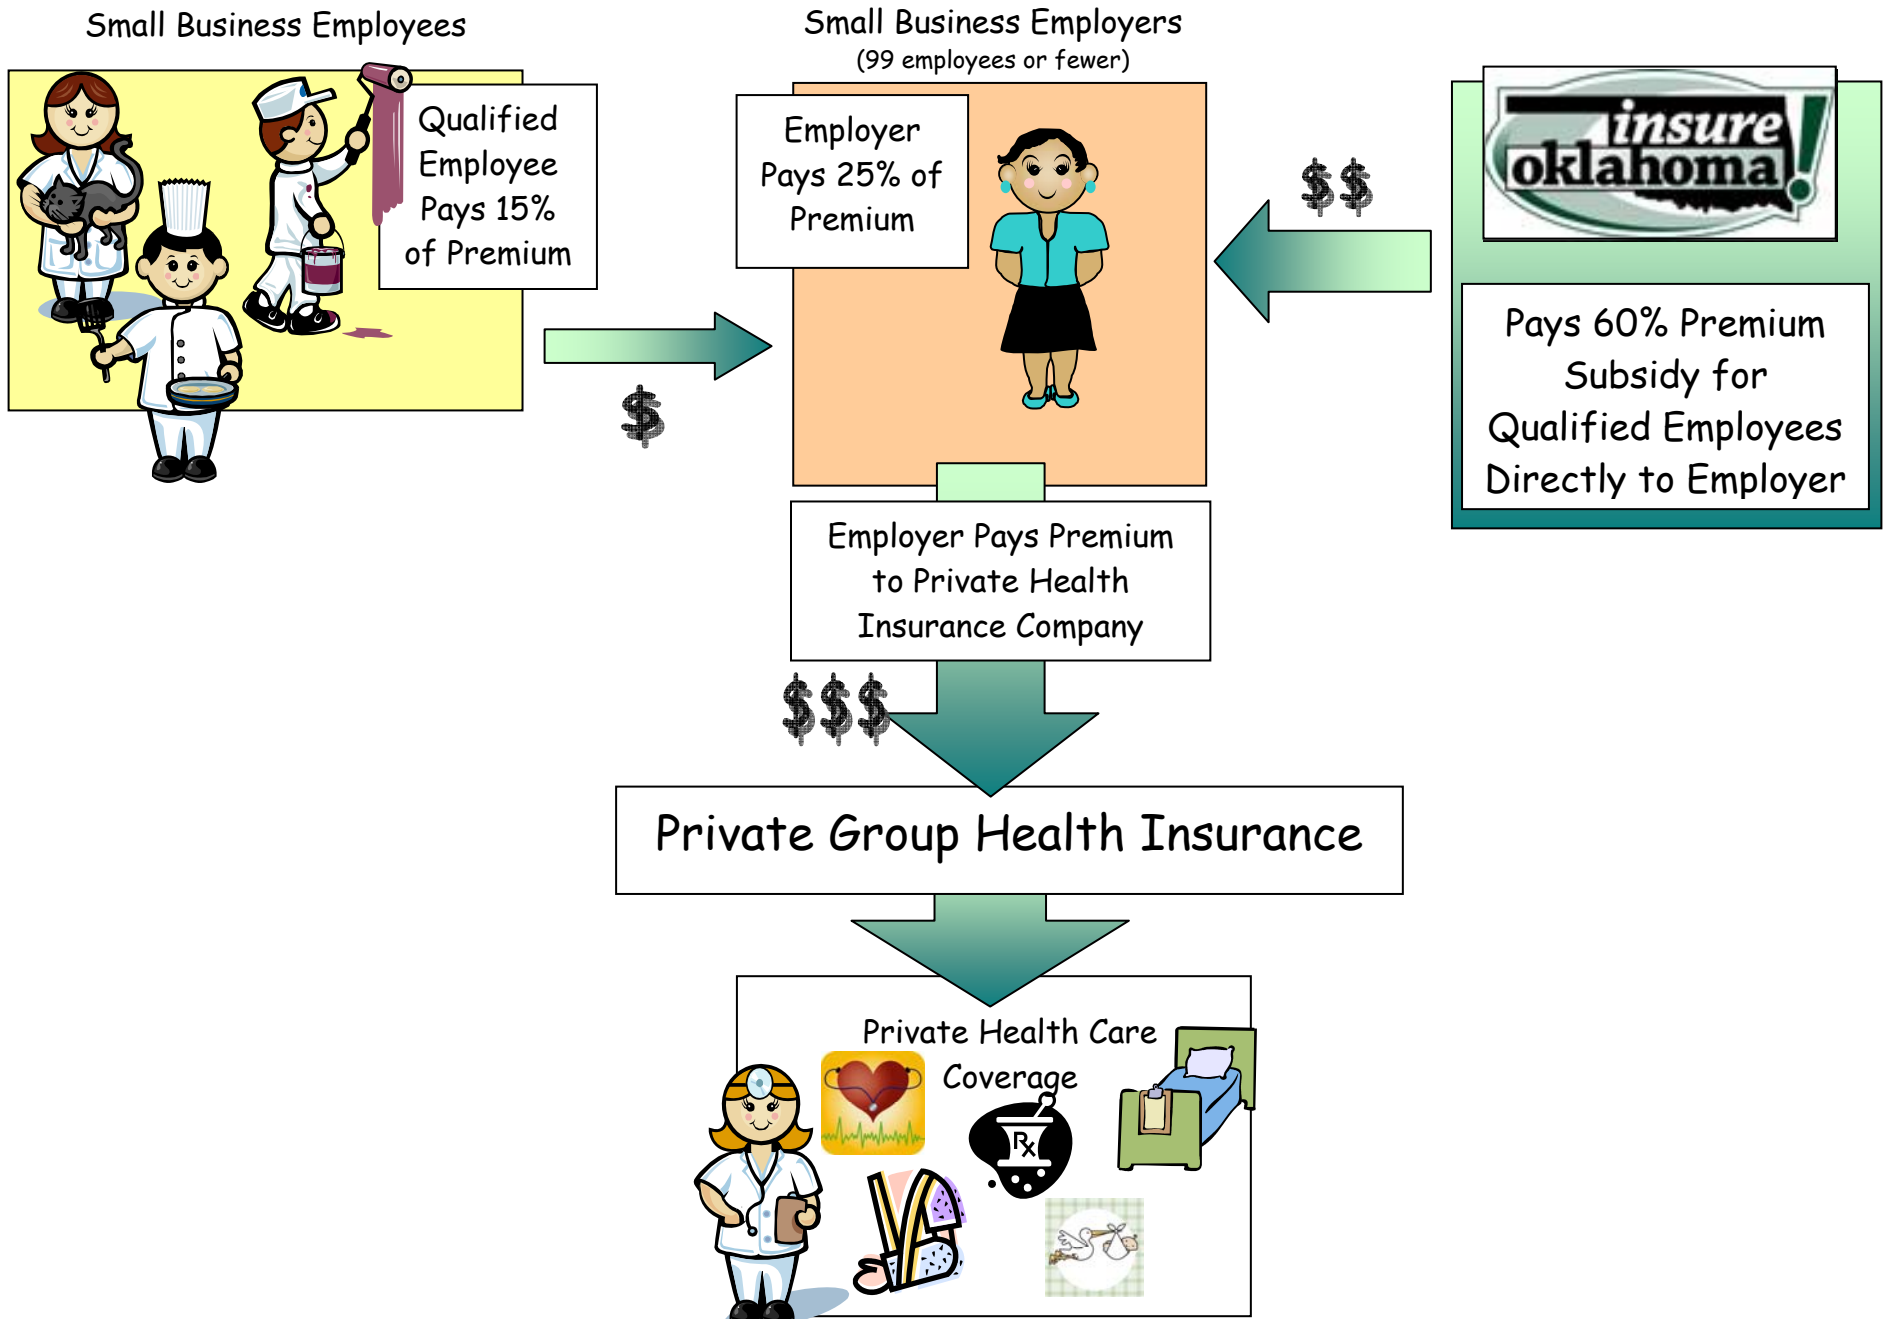 Small Business Employees
Qualified
Employee
Pays 15%
of Premium
$
Small Business Employers
(99 employees or fewer)
Employer
Pays 25% of
Premium
$$
insure
oklahoma!
Pays 60% Premium
Subsidy for
Qualified Employees
Directly to Employer
Employer Pays Premium
to Private Health
Insurance Company
$$$
Private Group Health Insurance
Private Health Care
Coverage
Rx